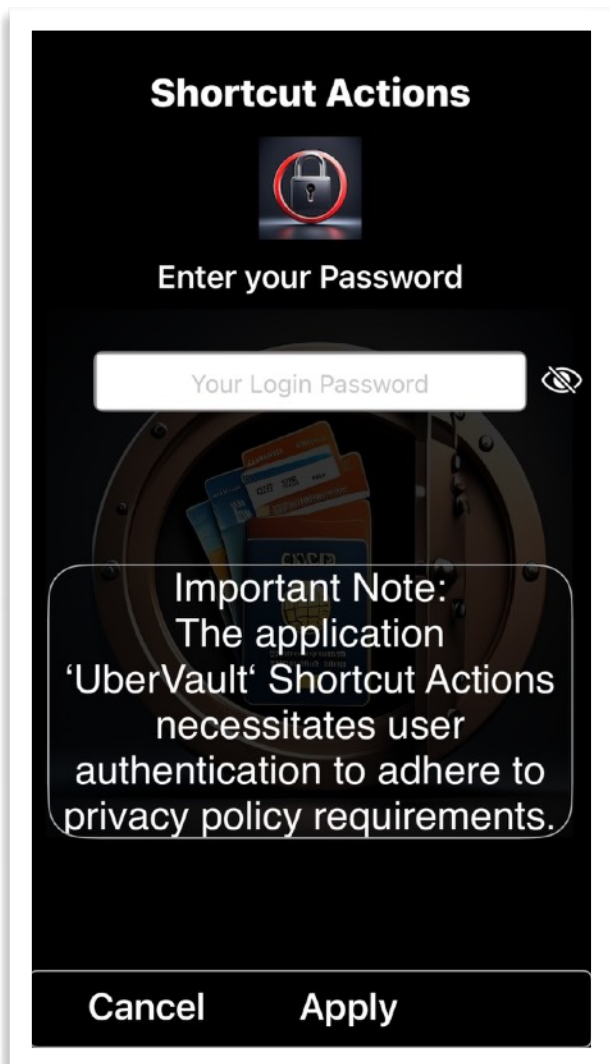 Shortcut Actions
Enter your Password
Your Login Password
Important Note:
The application
‘UberVault‘ Shortcut Actions
necessitates user
authentication to adhere to
privacy policy requirements.
Cancel Apply